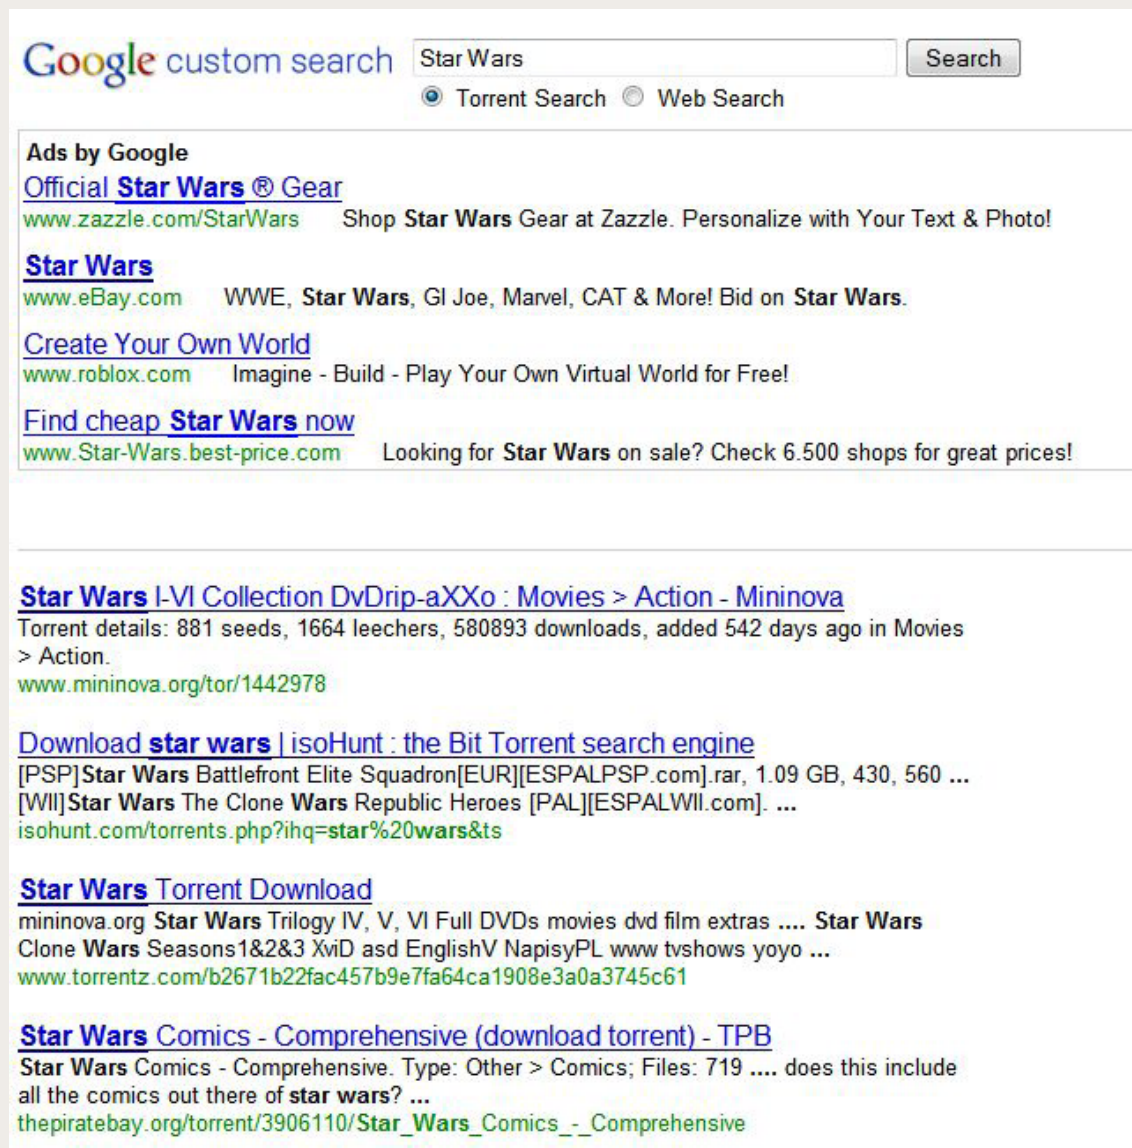 Google custom search Star Wars Search
Torrent Search Web Search
Ads by Google
Official Star Wars ® Gear
www.zazzle.com/StarWars Shop Star Wars Gear at Zazzle. Personalize with Your Text & Photo!
Star Wars
www.eBay.com WWE, Star Wars, GI Joe, Marvel, CAT & More! Bid on Star Wars.
Create Your Own World
www.roblox.com Imagine - Build - Play Your Own Virtual World for Free!
Find cheap Star Wars now
www.Star-Wars.best-price.com Looking for Star Wars on sale? Check 6.500 shops for great prices!
Star Wars I-VI Collection DvDrip-aXXo : Movies > Action - Mininova
Torrent details: 881 seeds, 1664 leechers, 580893 downloads, added 542 days ago in Movies
> Action.
www.mininova.org/tor/1442978
Download star wars | isoHunt : the Bit Torrent search engine
[PSP]Star Wars Battlefront Elite Squadron[EUR][ESPALPSP.com].rar, 1.09 GB, 430, 560 ...
[WII]Star Wars The Clone Wars Republic Heroes [PAL][ESPALWII.com]. ...
isohunt.com/torrents.php?ihq=star%20wars&ts
Star Wars Torrent Download
mininova.org Star Wars Trilogy IV, V, VI Full DVDs movies dvd film extras .... Star Wars
Clone Wars Seasons1&2&3 XviD asd EnglishV NapisyPL www tvshows yoyo ...
www.torrentz.com/b2671b22fac457b9e7fa64ca1908e3a0a3745c61
Star Wars Comics - Comprehensive (download torrent) - TPB
Star Wars Comics - Comprehensive. Type: Other > Comics; Files: 719 .... does this include
all the comics out there of star wars? ...
thepiratebay.org/torrent/3906110/Star_Wars_Comics_-_Comprehensive